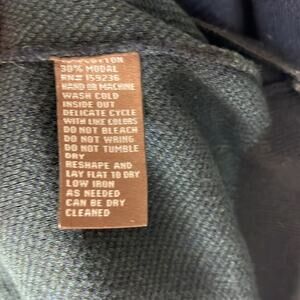 COTTON
30% MODAL
RN# 159236
HAND OR MACHINE
WASH COLD
INSIDE OUT
DELICATE CYCLE
WITH LIKE COLORS
DO NOT BLEACH
DO NOT WRING
DO NOT TUMBLE
DRY
RESHAPE AND
LAY FLAT TO DRY
LOW IRON
AS NEEDED
CAN BE DRY
CLEANED